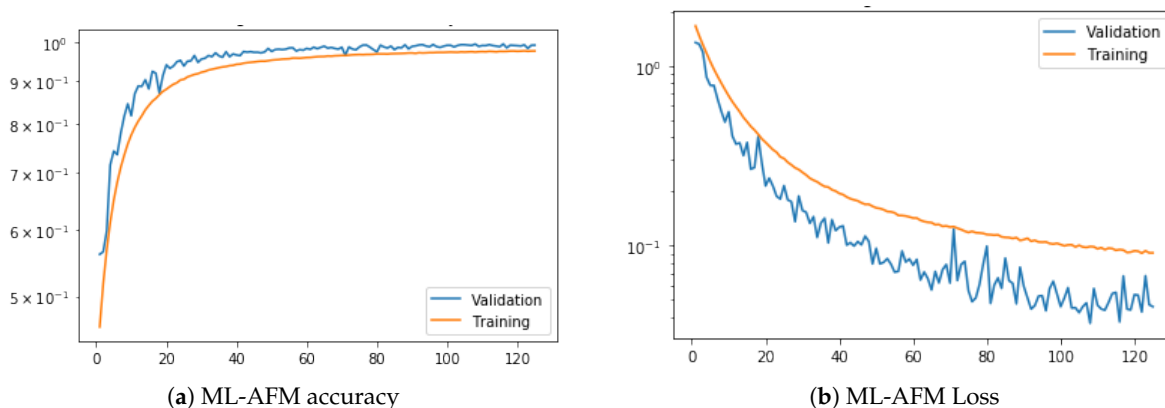 10⁰
9 × 10⁻¹
8 × 10⁻¹
7 × 10⁻¹
6 × 10⁻¹
5 × 10⁻¹
Validation
Training
0 20 40 60 80 100 120
(a) ML-AFM accuracy
10⁰
10⁻¹
Validation
Training
0 20 40 60 80 100 120
(b) ML-AFM Loss